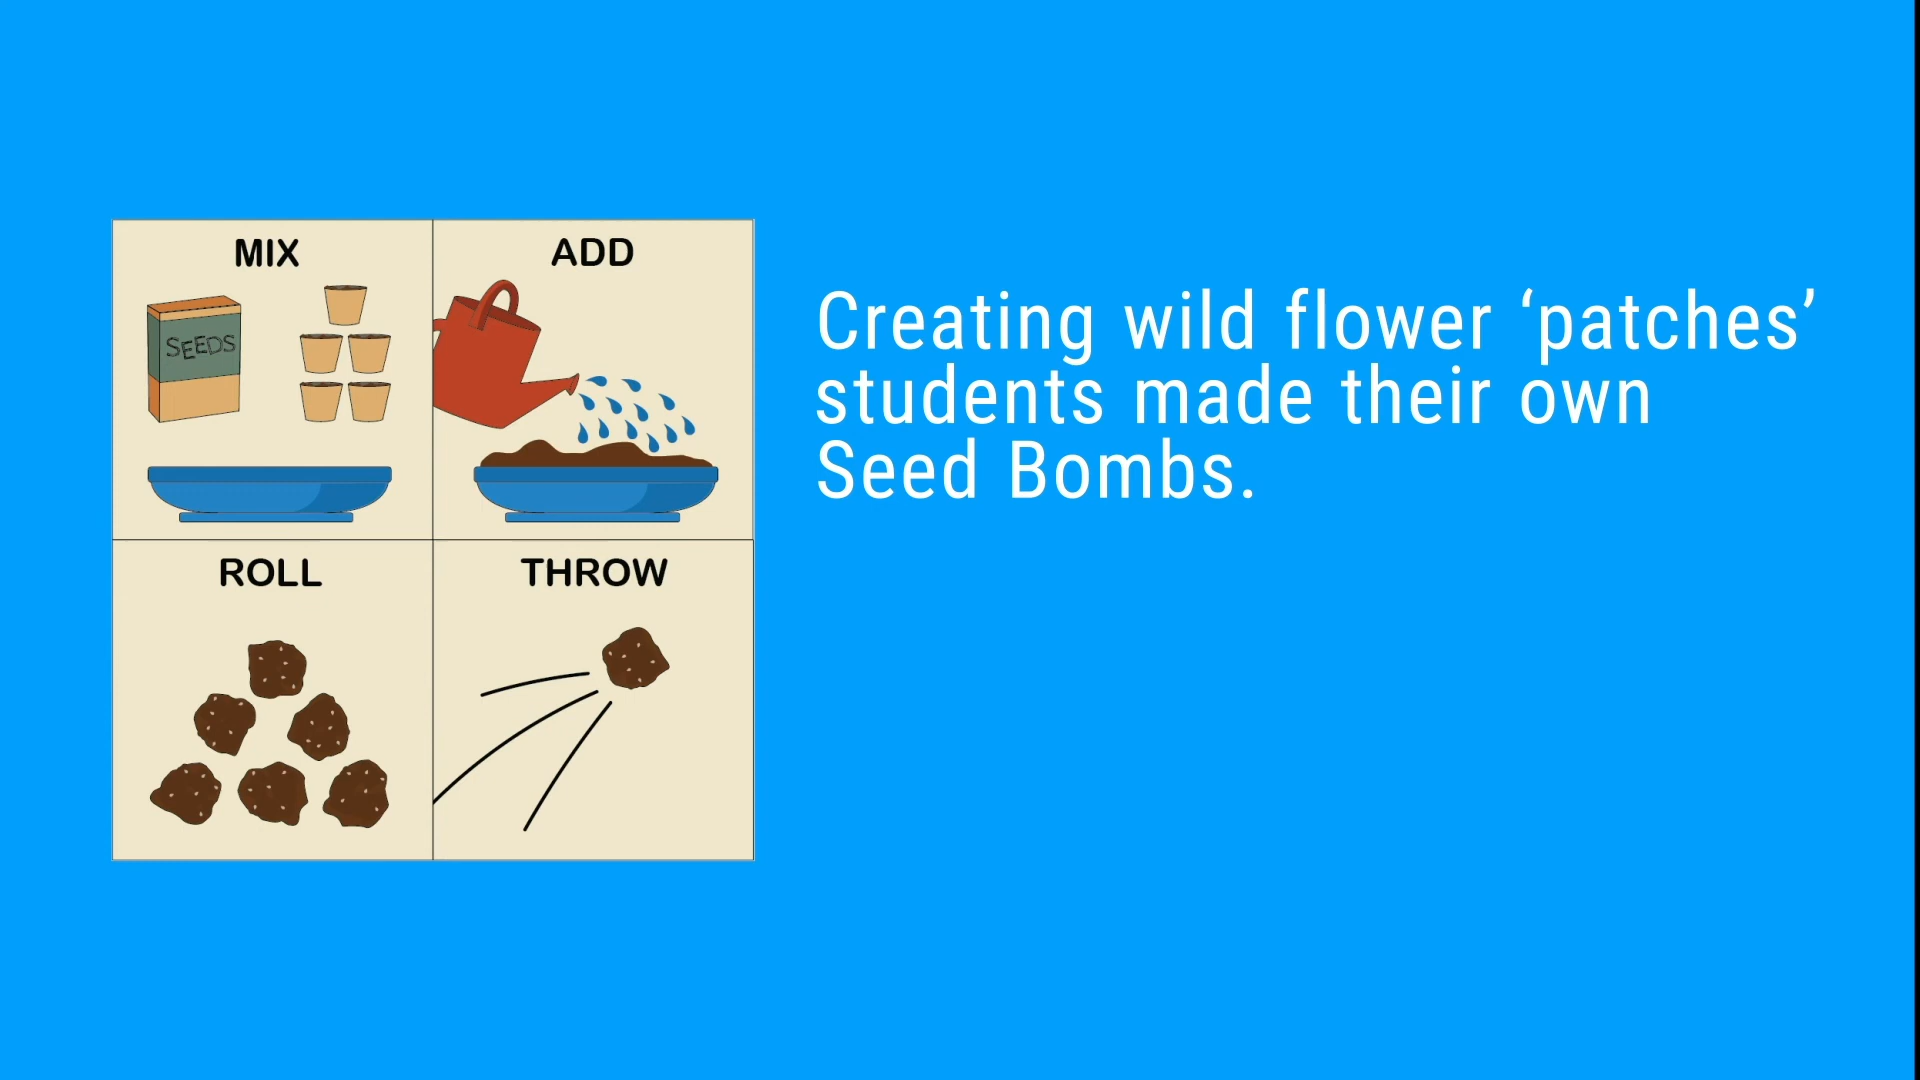 MIX
ADD
SEEDS
ROLL
THROW
Creating wild flower ‘patches’
students made their own
Seed Bombs.